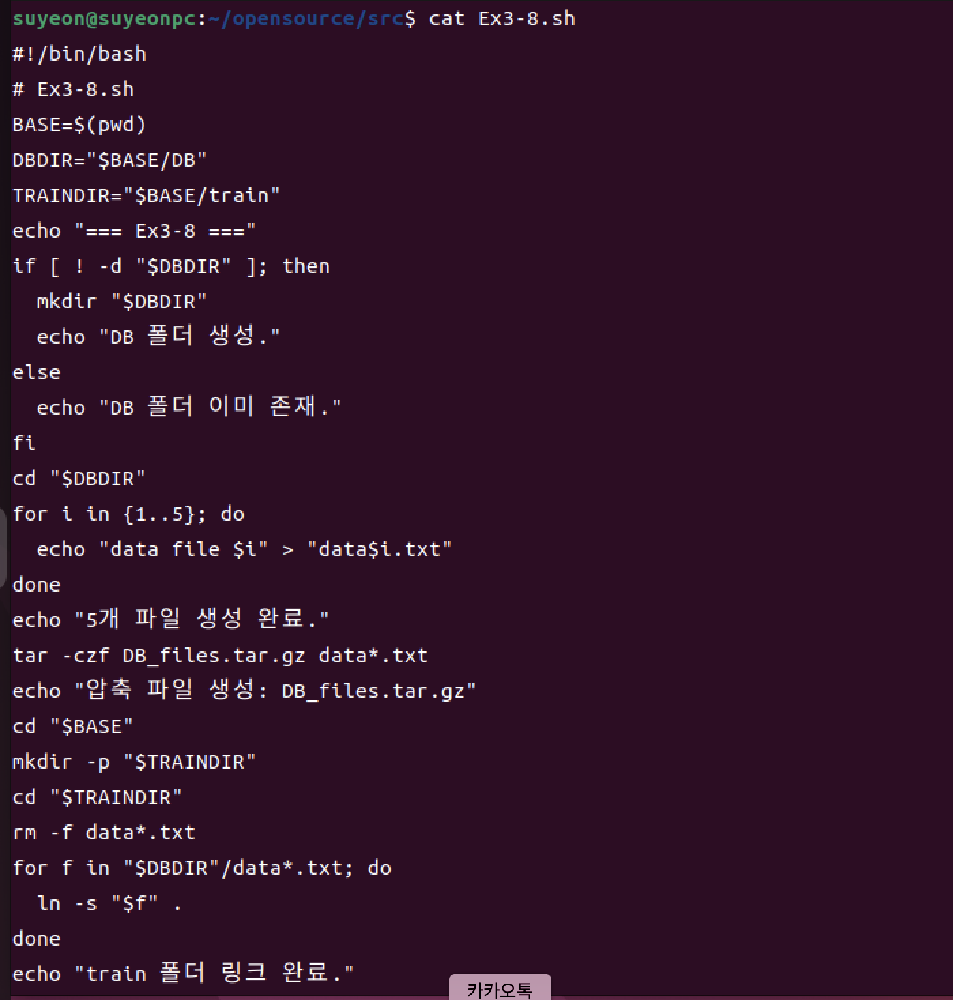 suyeon@suyeonpc:~/opensource/src$ cat Ex3-8.sh
#!/bin/bash
# Ex3-8.sh
BASE=$(pwd)
DBDIR="$BASE/DB"
TRAINDIR="$BASE/train"
echo "=== Ex3-8 ==="
if [ ! -d "$DBDIR" ]; then
  mkdir "$DBDIR"
  echo "DB 폴더 생성."
else
  echo "DB 폴더 이미 존재."
fi
cd "$DBDIR"
for i in {1..5}; do
  echo "data file $i" > "data$i.txt"
done
echo "5개 파일 생성 완료."
tar -czf DB_files.tar.gz data*.txt
echo "압축 파일 생성: DB_files.tar.gz"
cd "$BASE"
mkdir -p "$TRAINDIR"
cd "$TRAINDIR"
rm -f data*.txt
for f in "$DBDIR"/data*.txt; do
  ln -s "$f" .
done
echo "train 폴더 링크 완료."
카카오톡